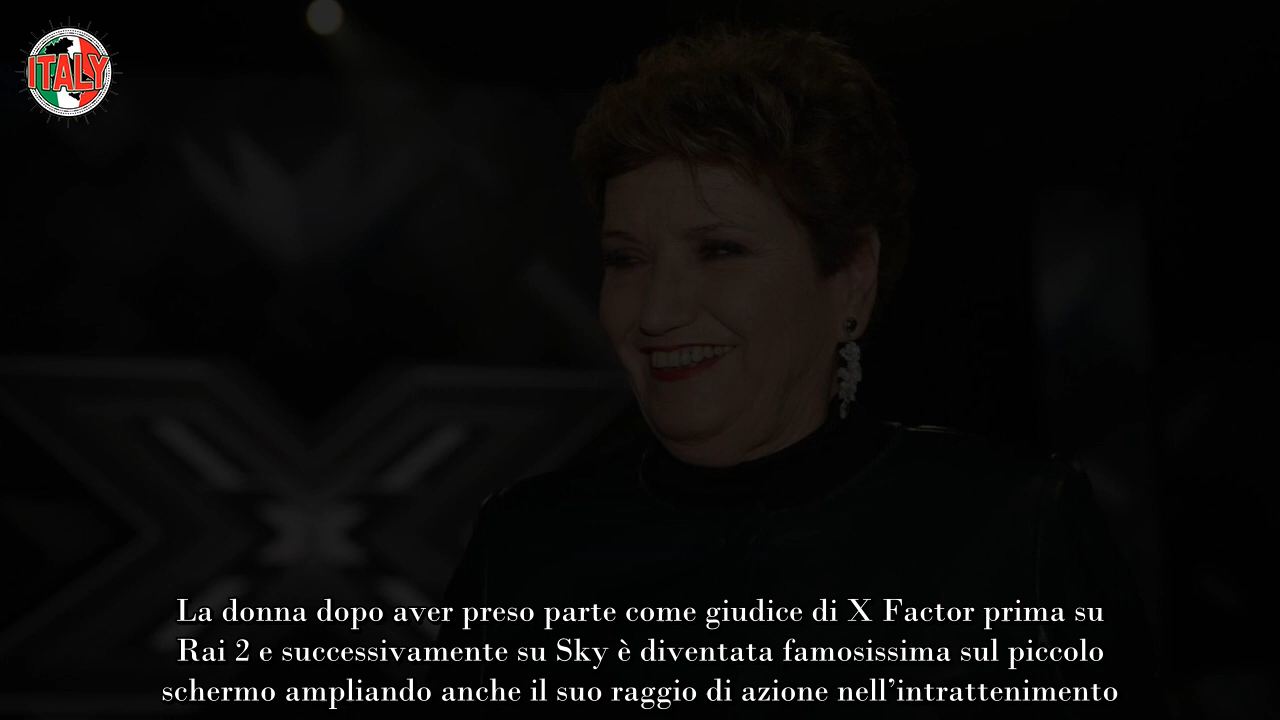 ITALY
La donna dopo aver preso parte come giudice di X Factor prima su
Rai 2 e successivamente su Sky è diventata famosissima sul piccolo
schermo ampliando anche il suo raggio di azione nell’intrattenimento